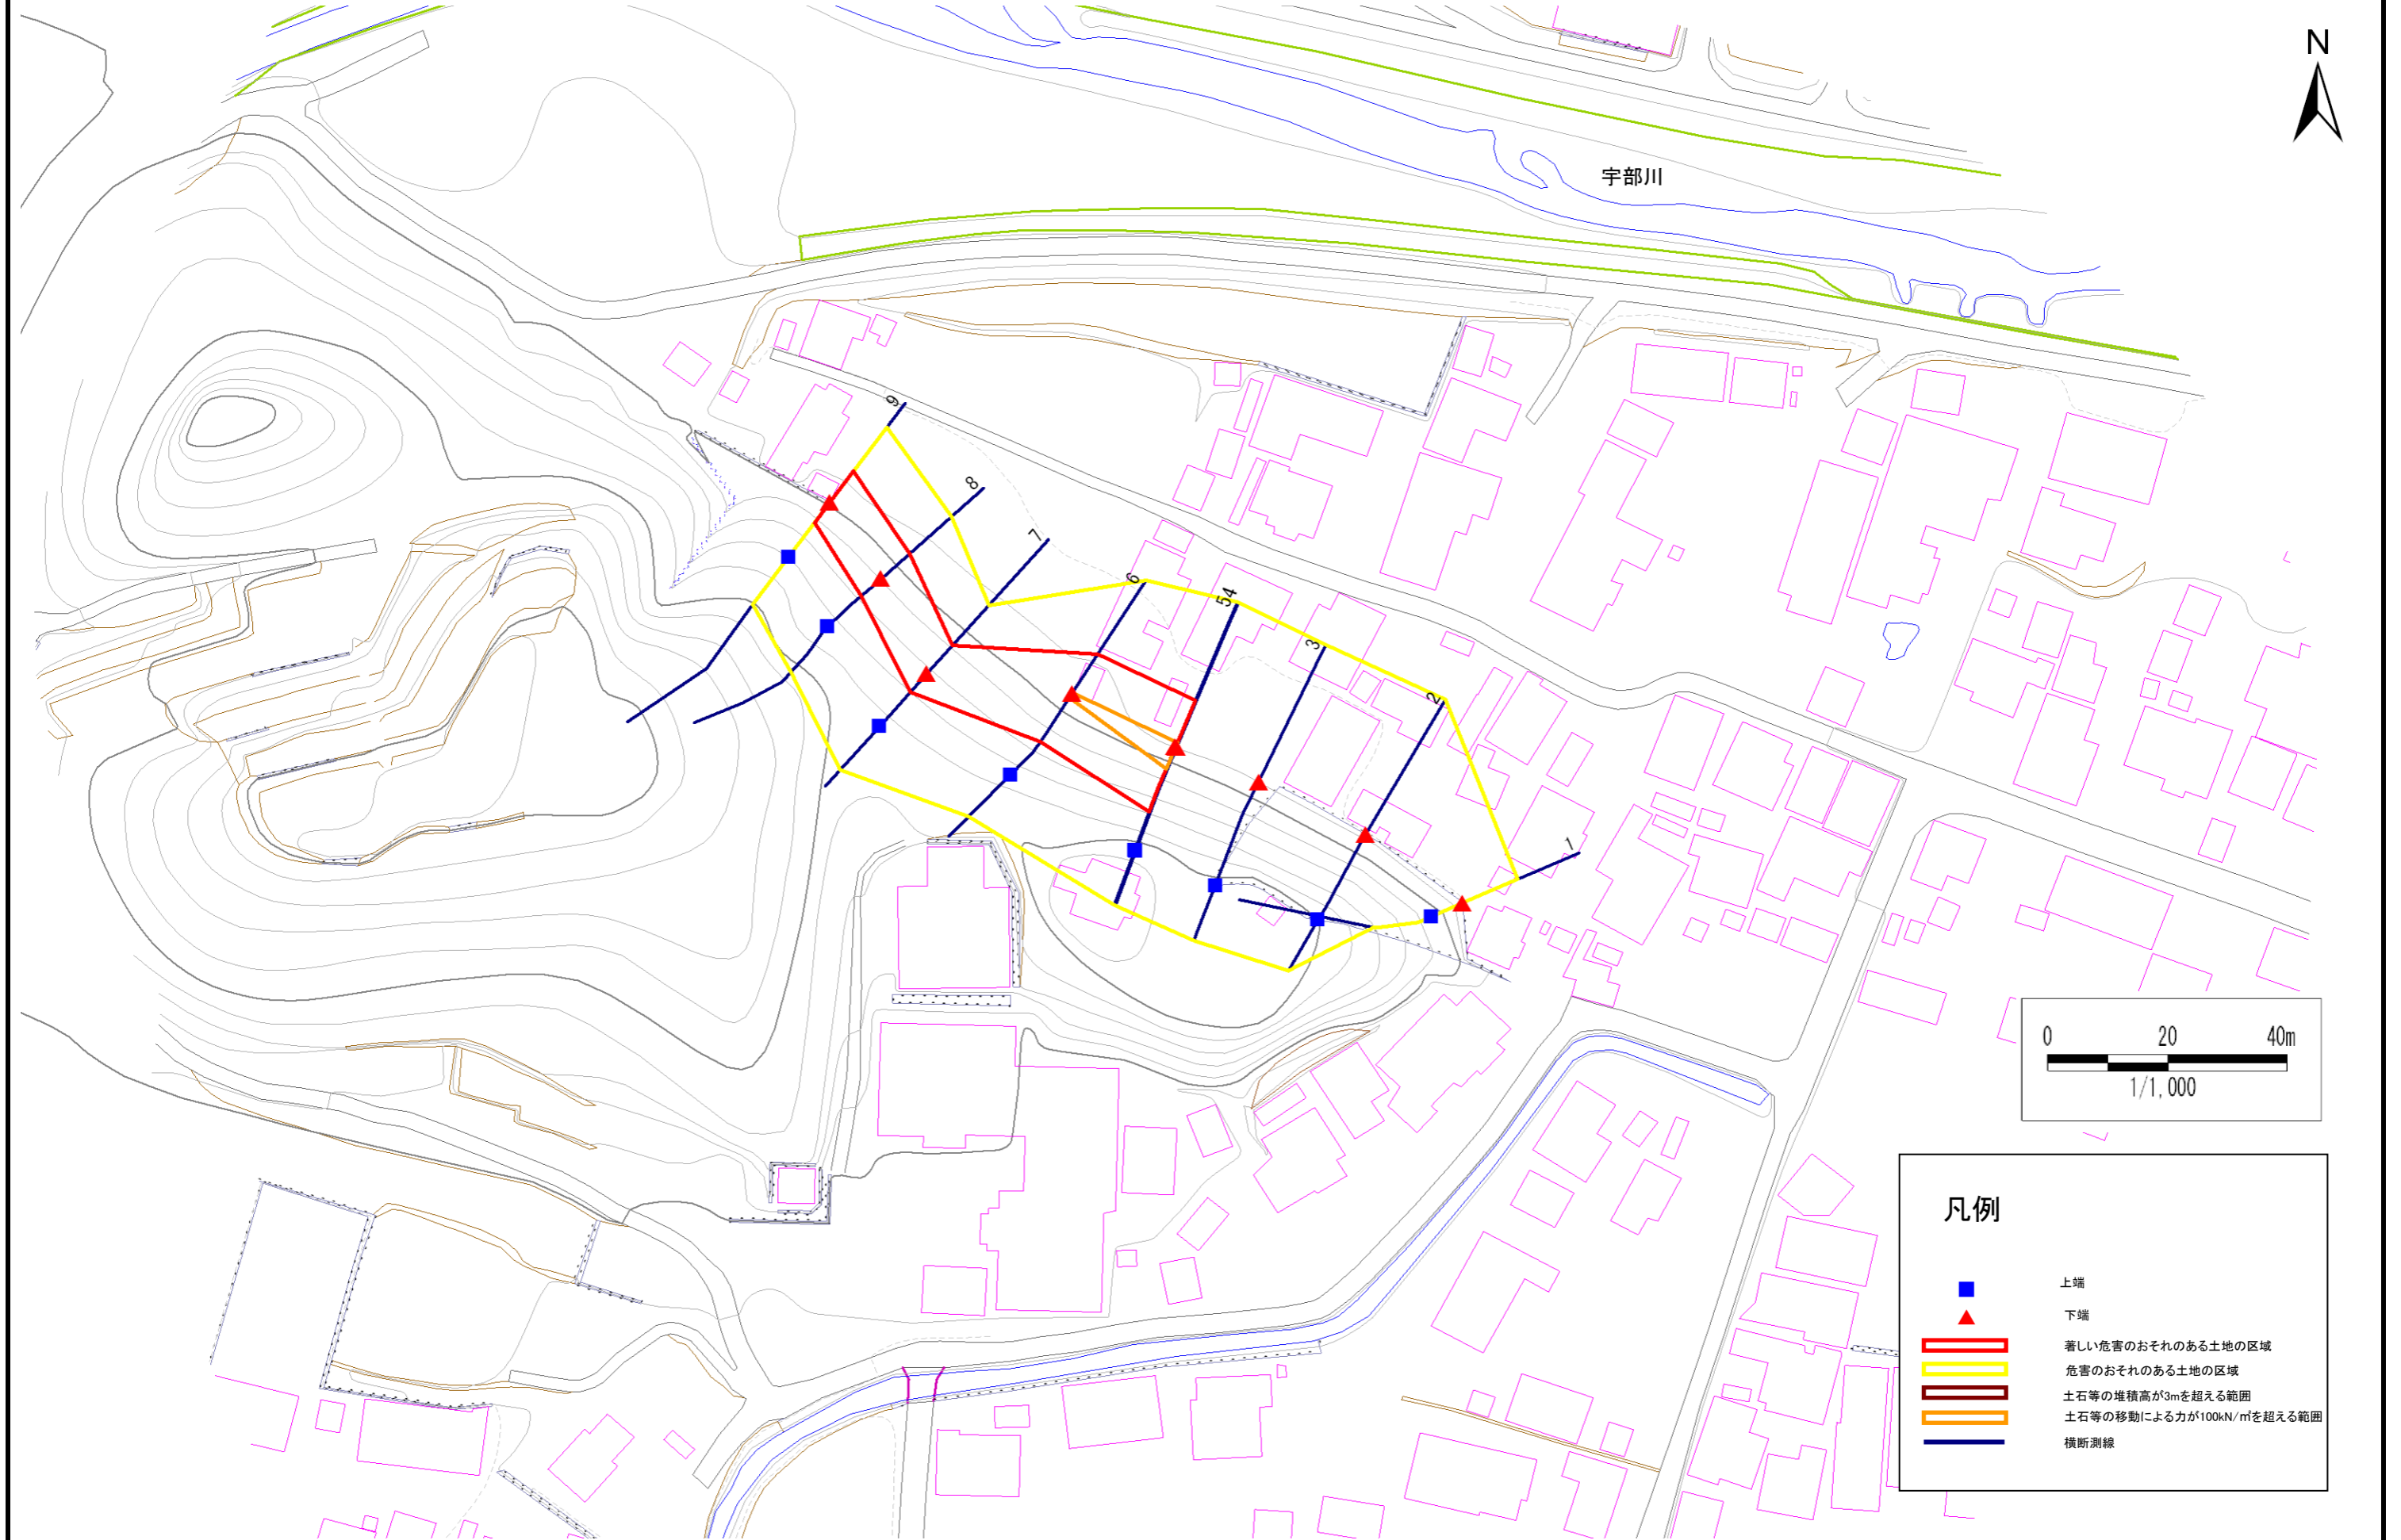 N
宇部川
9
8
7
6
54
3
2
1
0 20 40m
1/1,000
凡例
上端
下端
著しい危害のおそれのある土地の区域
危害のおそれのある土地の区域
土石等の堆積高が3mを超える範囲
土石等の移動による力が100kN/㎡を超える範囲
横断測線